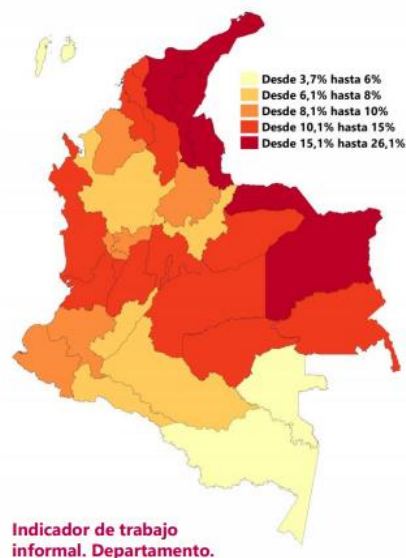 Desde 3,7% hasta 6%
Desde 6,1% hasta 8%
Desde 8,1% hasta 10%
Desde 10,1% hasta 15%
Desde 15,1% hasta 26,1%
Indicador de trabajo
informal. Departamento.